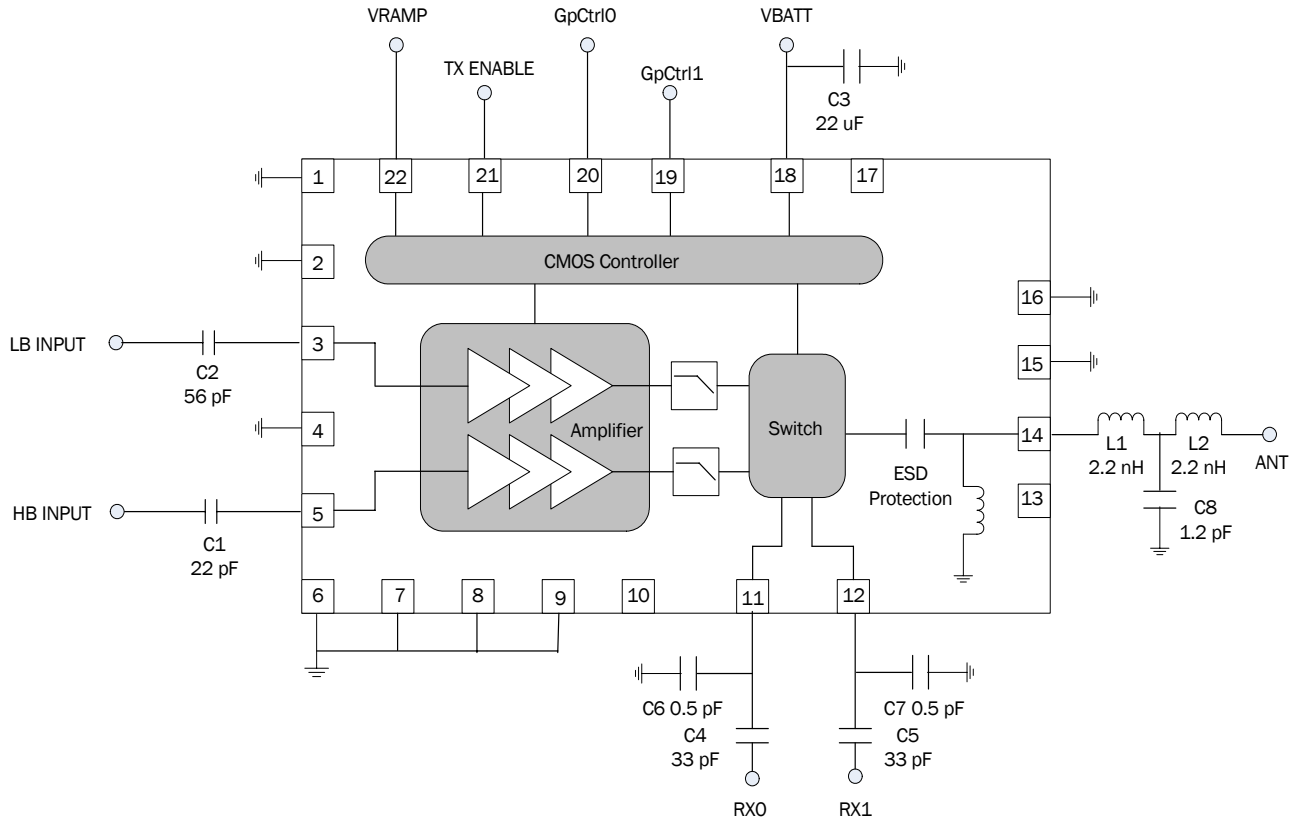 VRAMP
GpCtrl0
VBATT
TX ENABLE
GpCtrl1
C3
22 uF
1
22
21
20
19
18
17
2
CMOS Controller
16
LB INPUT
3
C2
56 pF
15
4
Amplifier
Switch
14
L1
2.2 nH
L2
2.2 nH
ANT
ESD
Protection
13
C8
1.2 pF
HB INPUT
5
C1
22 pF
6
7
8
9
10
11
12
C6 0.5 pF
C7 0.5 pF
C4
33 pF
C5
33 pF
RX0
RX1